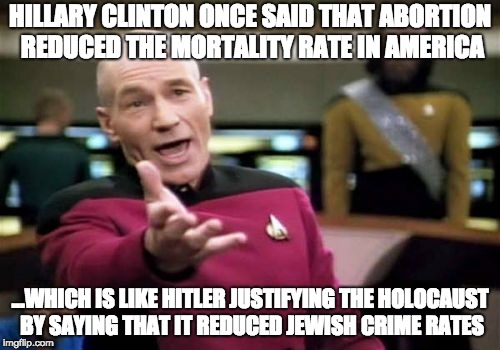 HILLARY CLINTON ONCE SAID THAT ABORTION
REDUCED THE MORTALITY RATE IN AMERICA
...WHICH IS LIKE HITLER JUSTIFYING THE HOLOCAUST
BY SAYING THAT IT REDUCED JEWISH CRIME RATES
imgflip.com